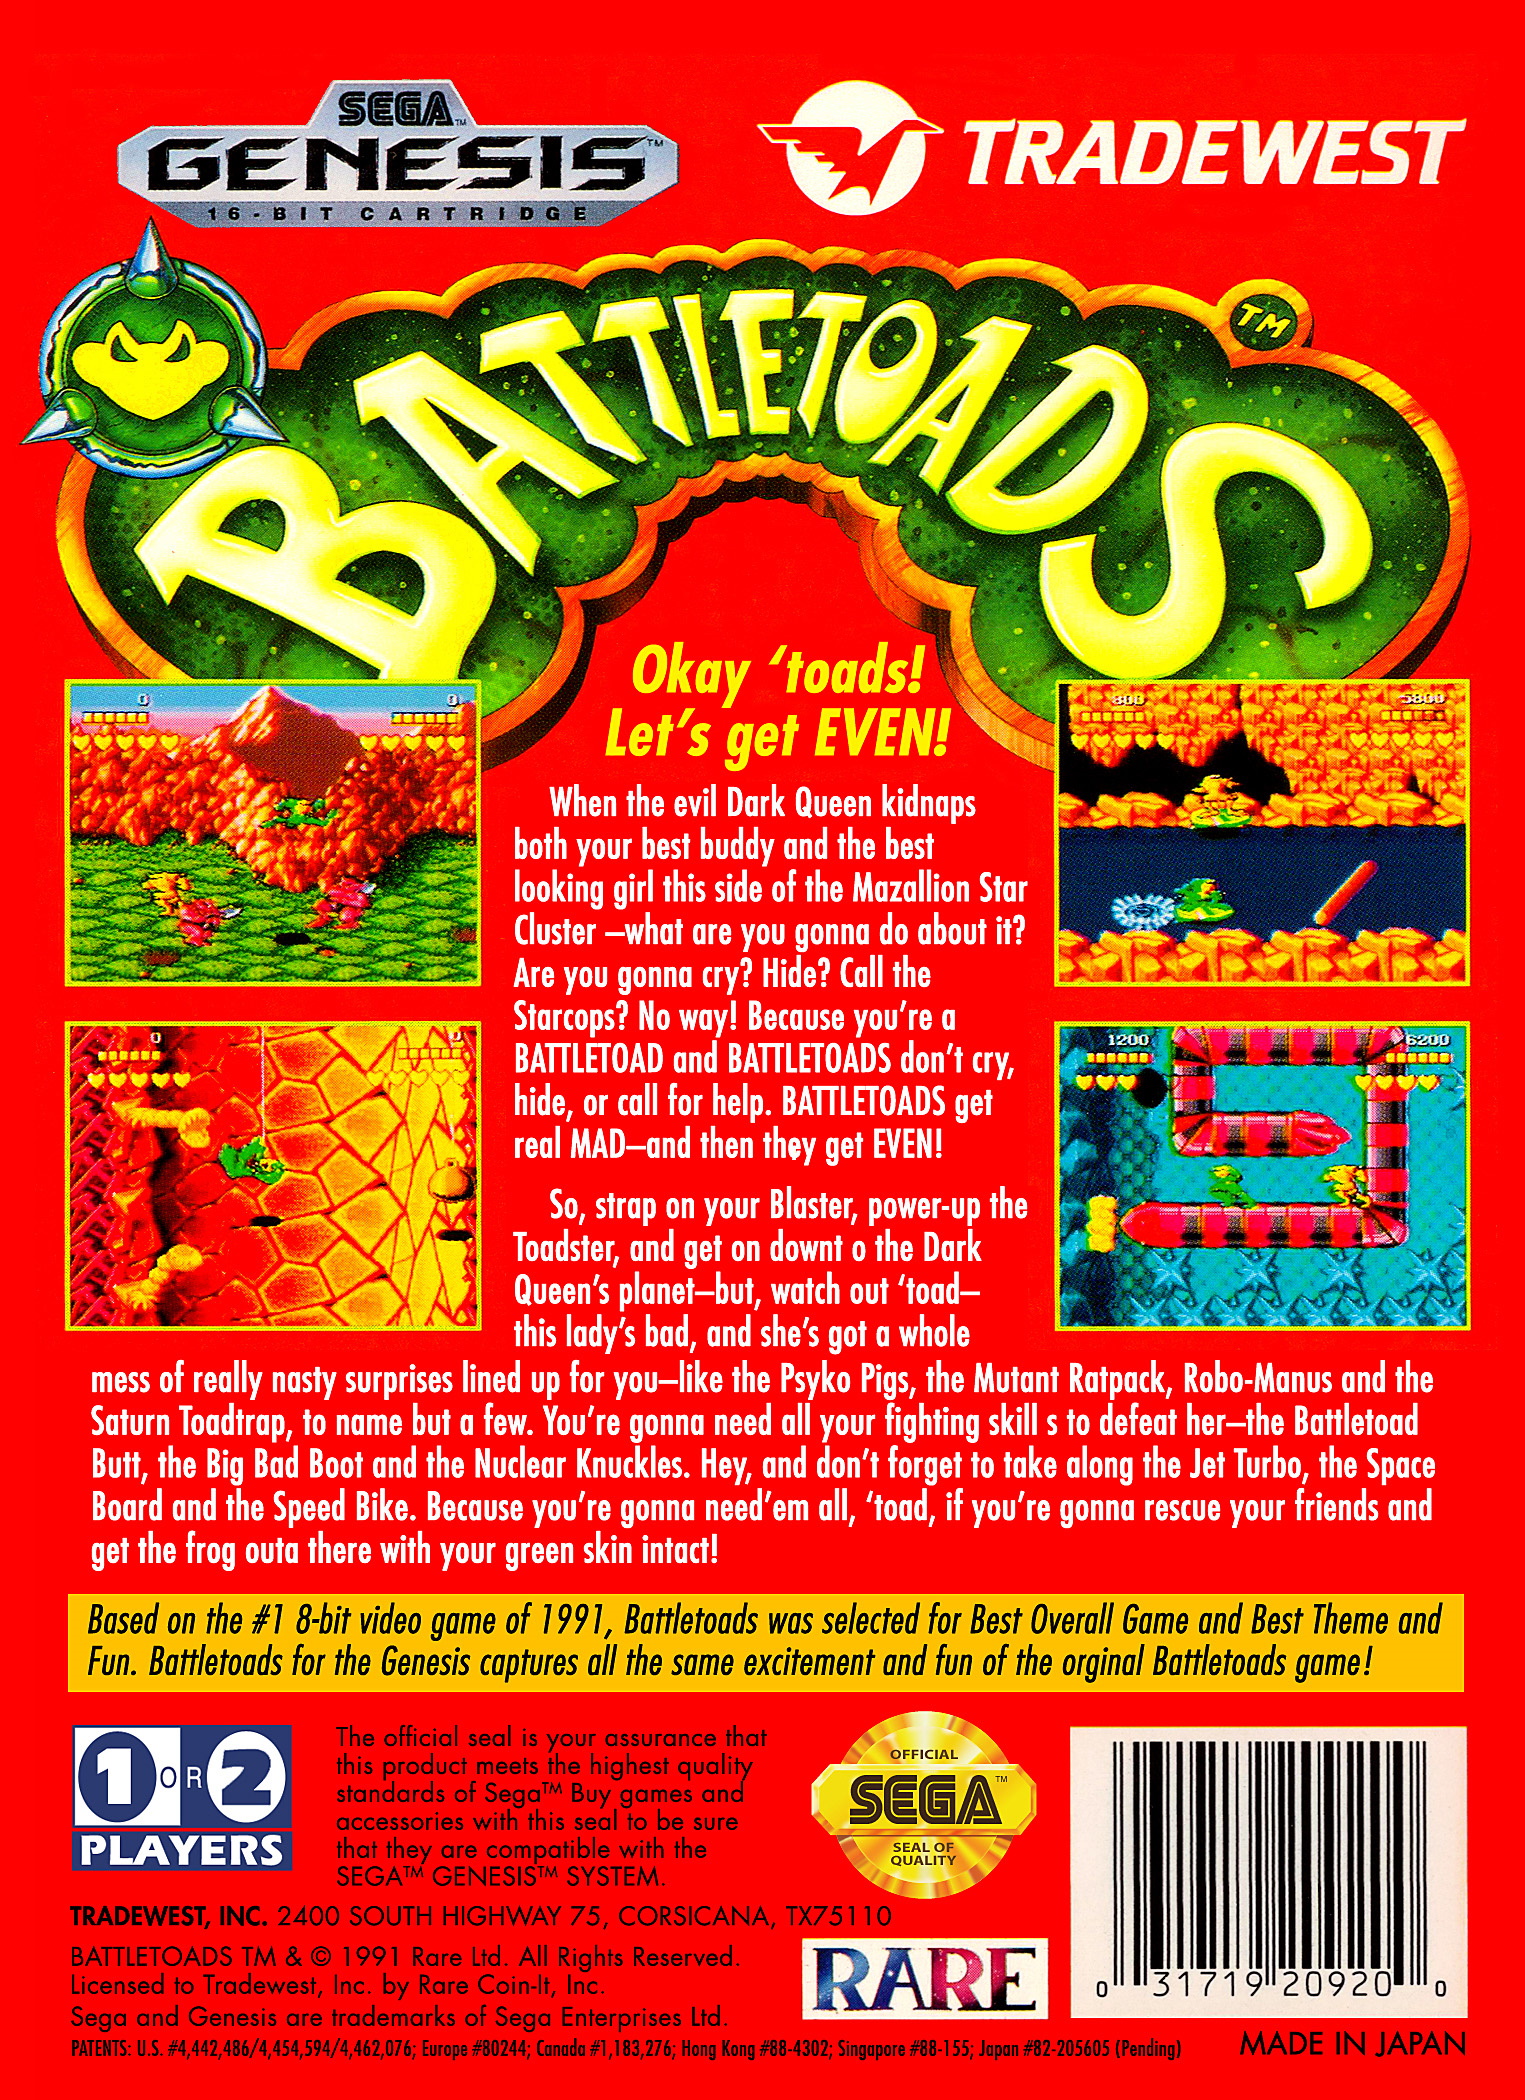 SEGA™
GENESIS™
16-BIT CARTRIDGE
TRADEWEST
BATTLETOADS™
Okay ‘toads!
Let’s get EVEN!
0 0
800 5800
0 0
1200 6200
When the evil Dark Queen kidnaps
both your best buddy and the best
looking girl this side of the Mazallion Star
Cluster –what are you gonna do about it?
Are you gonna cry? Hide? Call the
Starcops? No way! Because you’re a
BATTLETOAD and BATTLETOADS don’t cry,
hide, or call for help. BATTLETOADS get
real MAD–and then they get EVEN!
So, strap on your Blaster, power-up the
Toadster, and get on downt o the Dark
Queen’s planet–but, watch out ‘toad–
this lady’s bad, and she’s got a whole
mess of really nasty surprises lined up for you–like the Psyko Pigs, the Mutant Ratpack, Robo-Manus and the
Saturn Toadtrap, to name but a few. You’re gonna need all your fighting skill s to defeat her–the Battletoad
Butt, the Big Bad Boot and the Nuclear Knuckles. Hey, and don’t forget to take along the Jet Turbo, the Space
Board and the Speed Bike. Because you’re gonna need’em all, ‘toad, if you’re gonna rescue your friends and
get the frog outa there with your green skin intact!
Based on the #1 8-bit video game of 1991, Battletoads was selected for Best Overall Game and Best Theme and
Fun. Battletoads for the Genesis captures all the same excitement and fun of the orginal Battletoads game!
1 OR 2
PLAYERS
The official seal is your assurance that
this product meets the highest quality
standards of Sega™ Buy games and
accessories with this seal to be sure
that they are compatible with the
SEGA™ GENESIS™ SYSTEM.
OFFICIAL
SEGA™
SEAL OF
QUALITY
TRADEWEST, INC. 2400 SOUTH HIGHWAY 75, CORSICANA, TX75110
BATTLETOADS TM & © 1991 Rare Ltd. All Rights Reserved.
Licensed to Tradewest, Inc. by Rare Coin-It, Inc.
Sega and Genesis are trademarks of Sega Enterprises Ltd.
RARE
0 31719 20920 0
PATENTS: U.S. #4,442,486/4,454,594/4,462,076; Europe #80244; Canada #1,183,276; Hong Kong #88-4302; Singapore #88-155; Japan #82-205605 (Pending)
MADE IN JAPAN